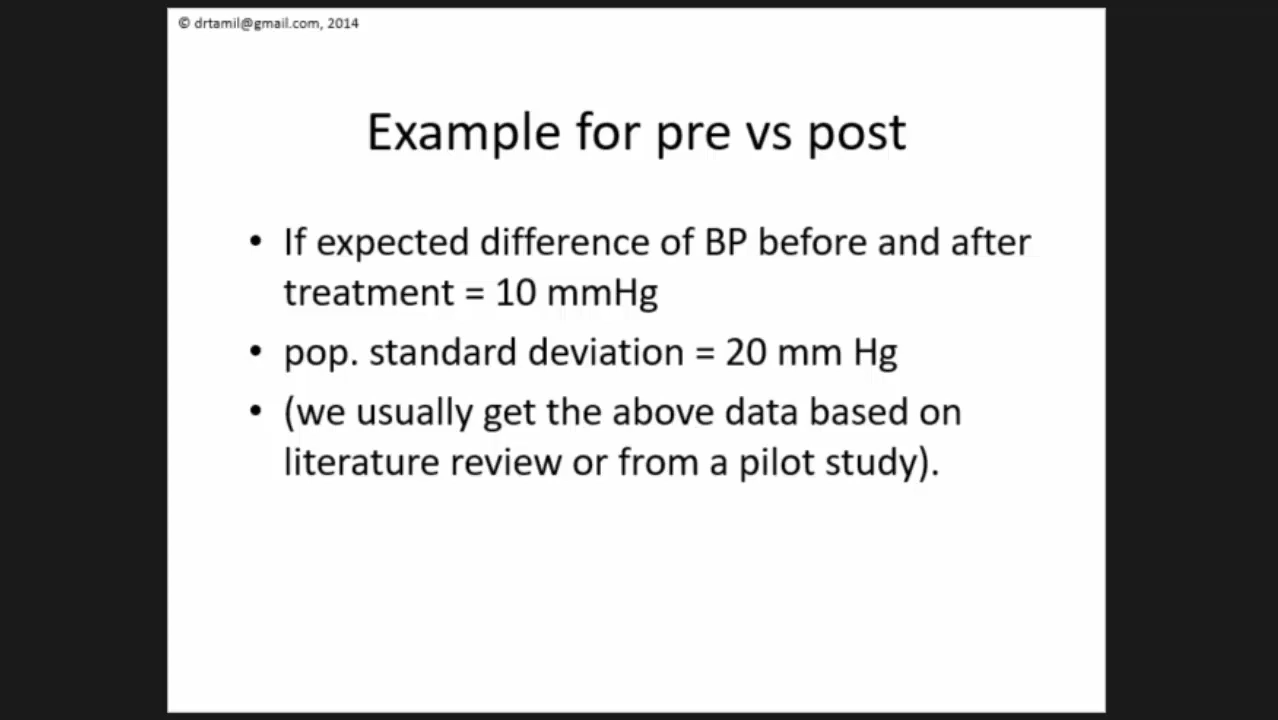 © drtamil@gmail.com, 2014
Example for pre vs post
• If expected difference of BP before and after
treatment = 10 mmHg
• pop. standard deviation = 20 mm Hg
• (we usually get the above data based on
literature review or from a pilot study).